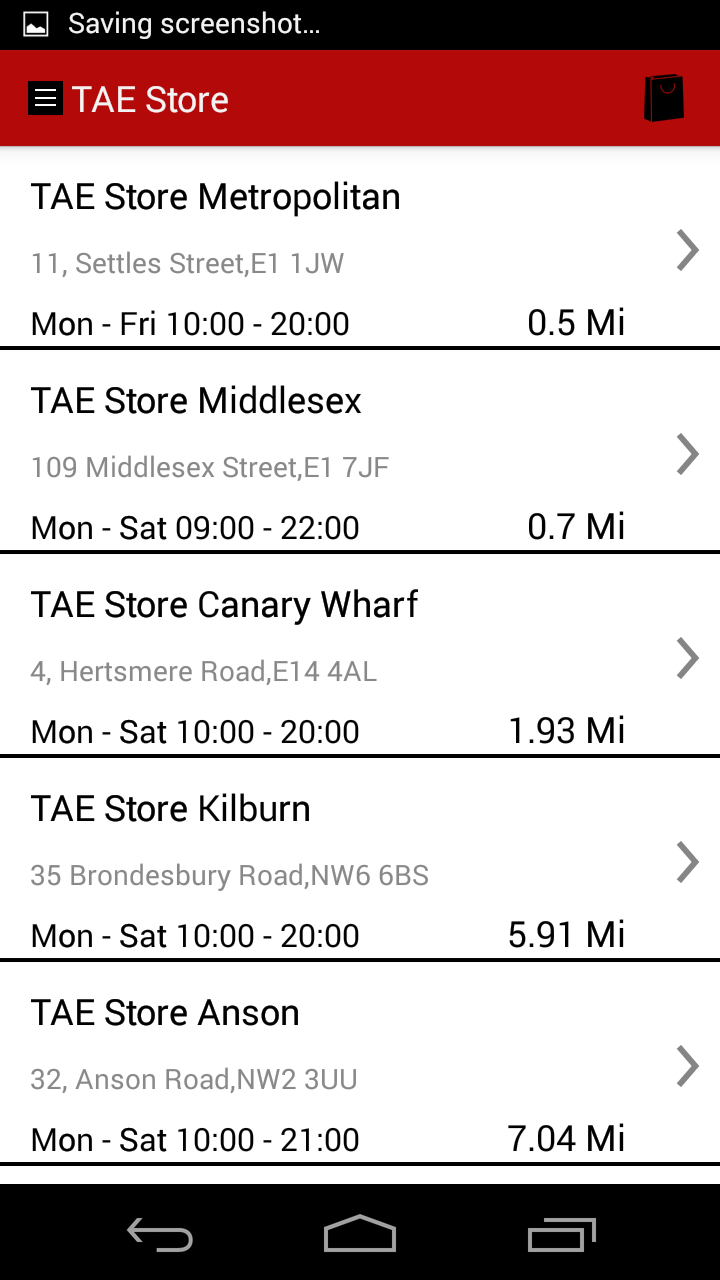 Saving screenshot...
TAE Store
TAE Store Metropolitan
11, Settles Street,E1 1JW
Mon - Fri 10:00 - 20:00 0.5 Mi
TAE Store Middlesex
109 Middlesex Street,E1 7JF
Mon - Sat 09:00 - 22:00 0.7 Mi
TAE Store Canary Wharf
4, Hertsmere Road,E14 4AL
Mon - Sat 10:00 - 20:00 1.93 Mi
TAE Store Kilburn
35 Brondesbury Road,NW6 6BS
Mon - Sat 10:00 - 20:00 5.91 Mi
TAE Store Anson
32, Anson Road,NW2 3UU
Mon - Sat 10:00 - 21:00 7.04 Mi